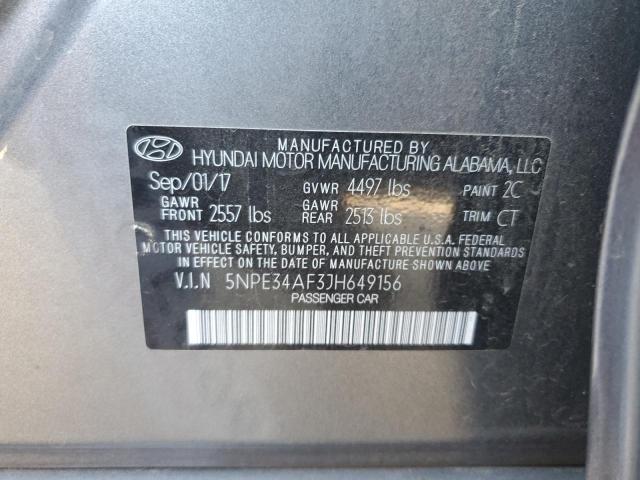 MANUFACTURED BY
HYUNDAI MOTOR MANUFACTURING ALABAMA, LLC
Sep/01/17 GVWR 4497 lbs PAINT 2C
GAWR FRONT 2557 lbs GAWR REAR 2513 lbs TRIM CT
THIS VEHICLE CONFORMS TO ALL APPLICABLE U.S.A. FEDERAL
MOTOR VEHICLE SAFETY, BUMPER, AND THEFT PREVENTION
STANDARDS IN EFFECT ON THE DATE OF MANUFACTURE SHOWN ABOVE
V.I.N 5NPE34AF3JH649156
PASSENGER CAR